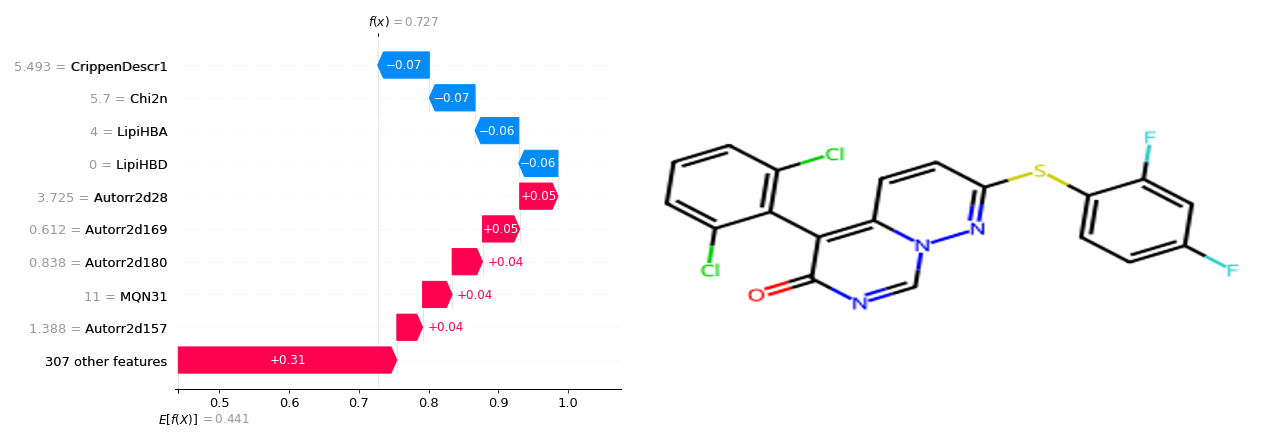 f(x) = 0.727
5.493 = CrippenDescr1
−0.07
5.7 = Chi2n
−0.07
4 = LipiHBA
−0.06
0 = LipiHBD
−0.06
3.725 = Autorr2d28
+0.05
0.612 = Autorr2d169
+0.05
0.838 = Autorr2d180
+0.04
11 = MQN31
+0.04
1.388 = Autorr2d157
+0.04
307 other features
+0.31
0.5 0.6 0.7 0.8 0.9 1.0
E[f(X)] = 0.441
F
Cl
S
N
N
Cl
F
O
N